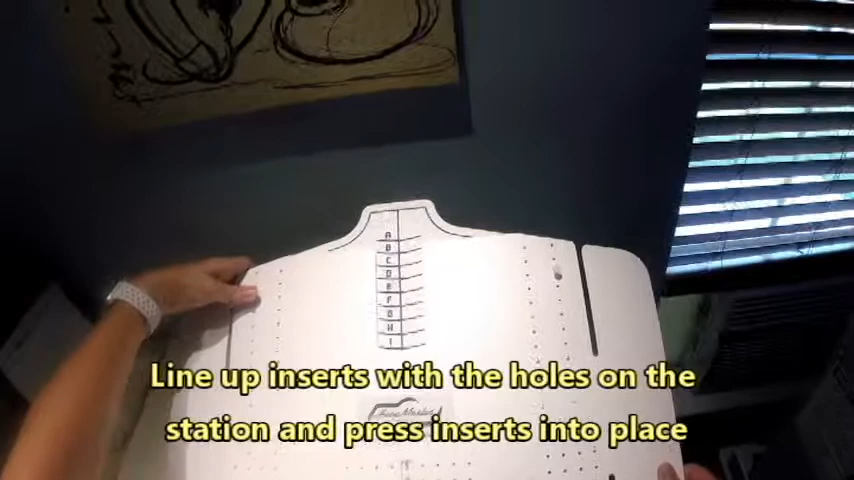 A
B
C
D
E
F
G
H
I
Line up inserts with the holes on the
station and press inserts into place